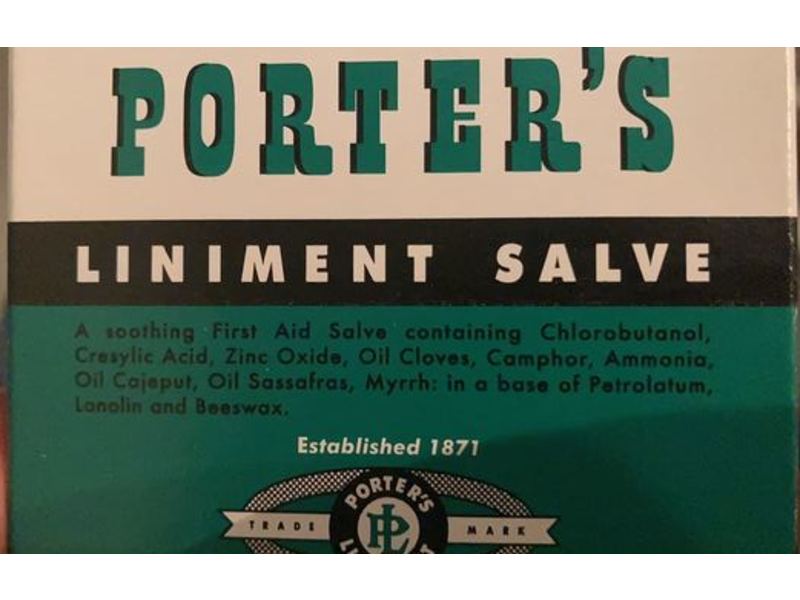 PORTER'S
LINIMENT SALVE
A soothing First Aid Salve containing Chlorobutanol,
Cresylic Acid, Zinc Oxide, Oil Cloves, Camphor, Ammonia,
Oil Cajeput, Oil Sassafras, Myrrh: in a base of Petrolatum,
Lanolin and Beeswax.
Established 1871
PORTER'S
TRADE PL MARK